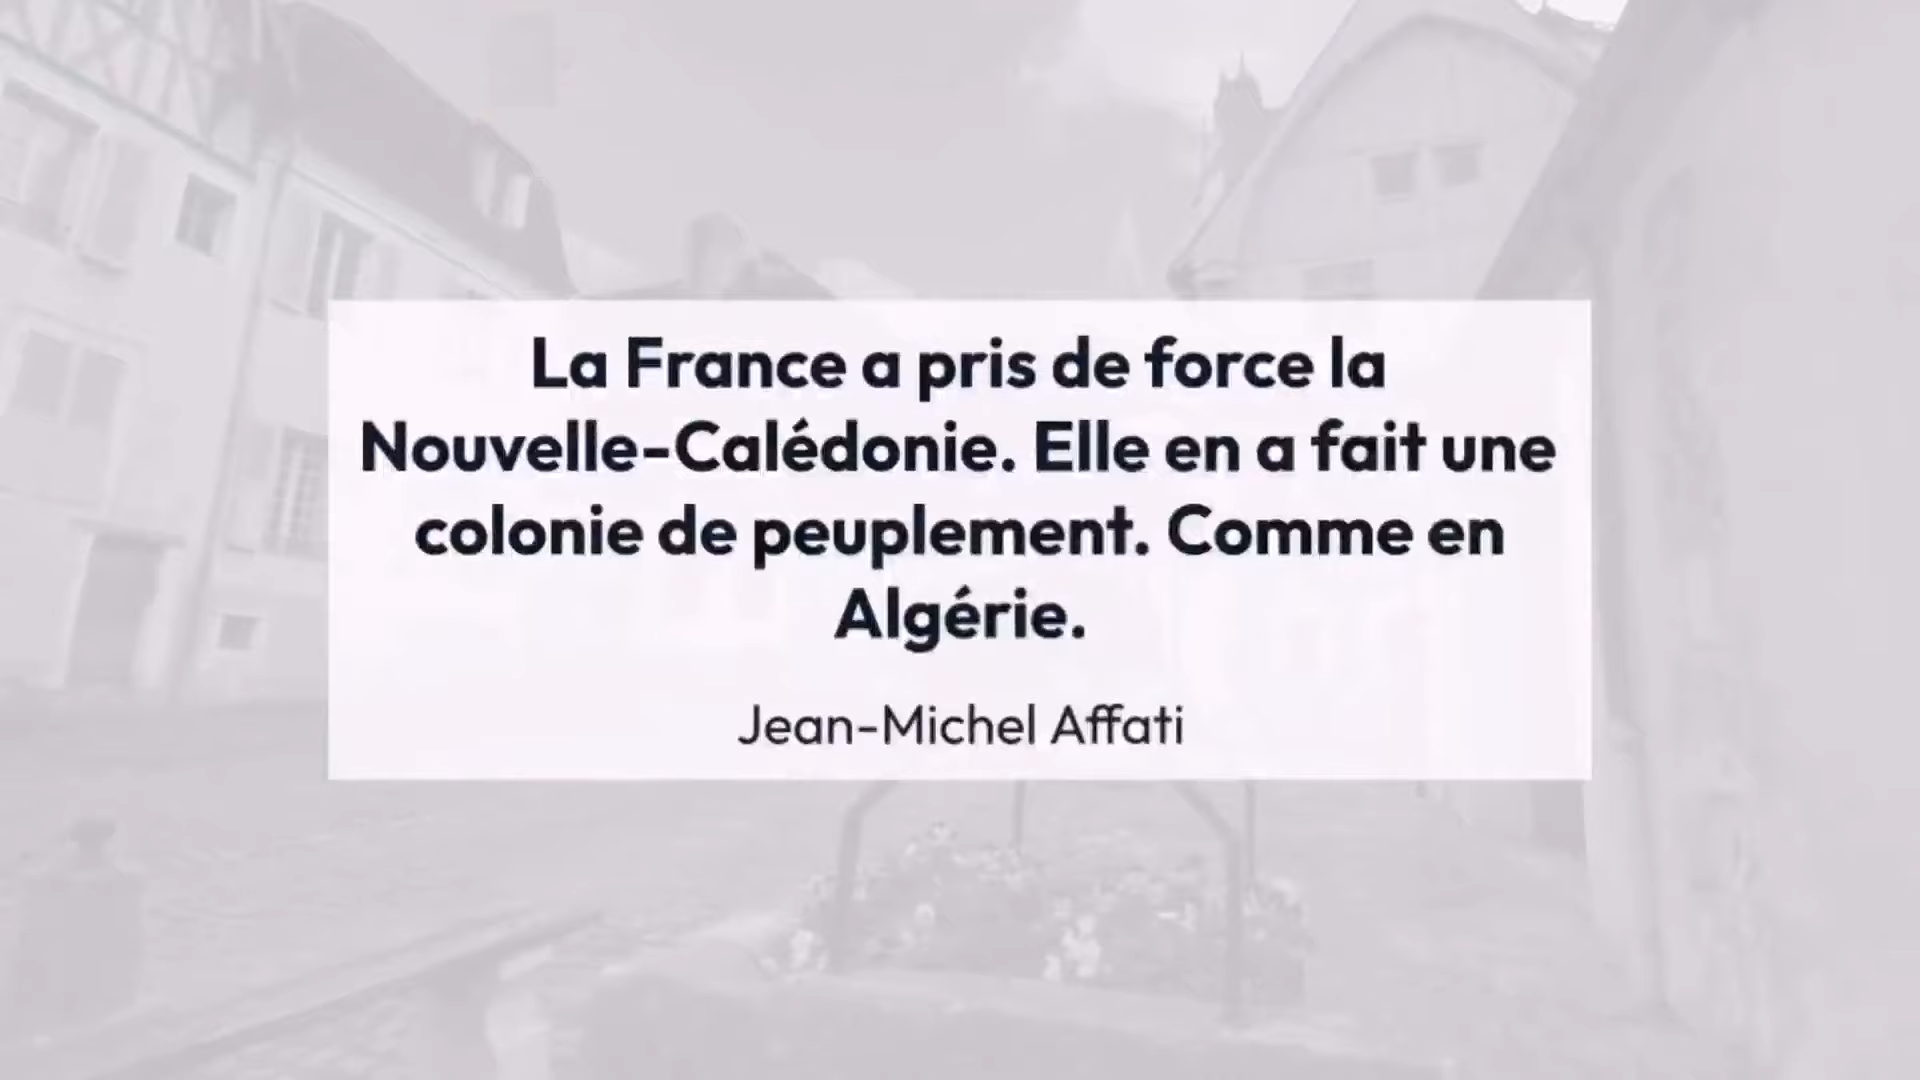 La France a pris de force la
Nouvelle-Calédonie. Elle en a fait une
colonie de peuplement. Comme en
Algérie.
Jean-Michel Affati